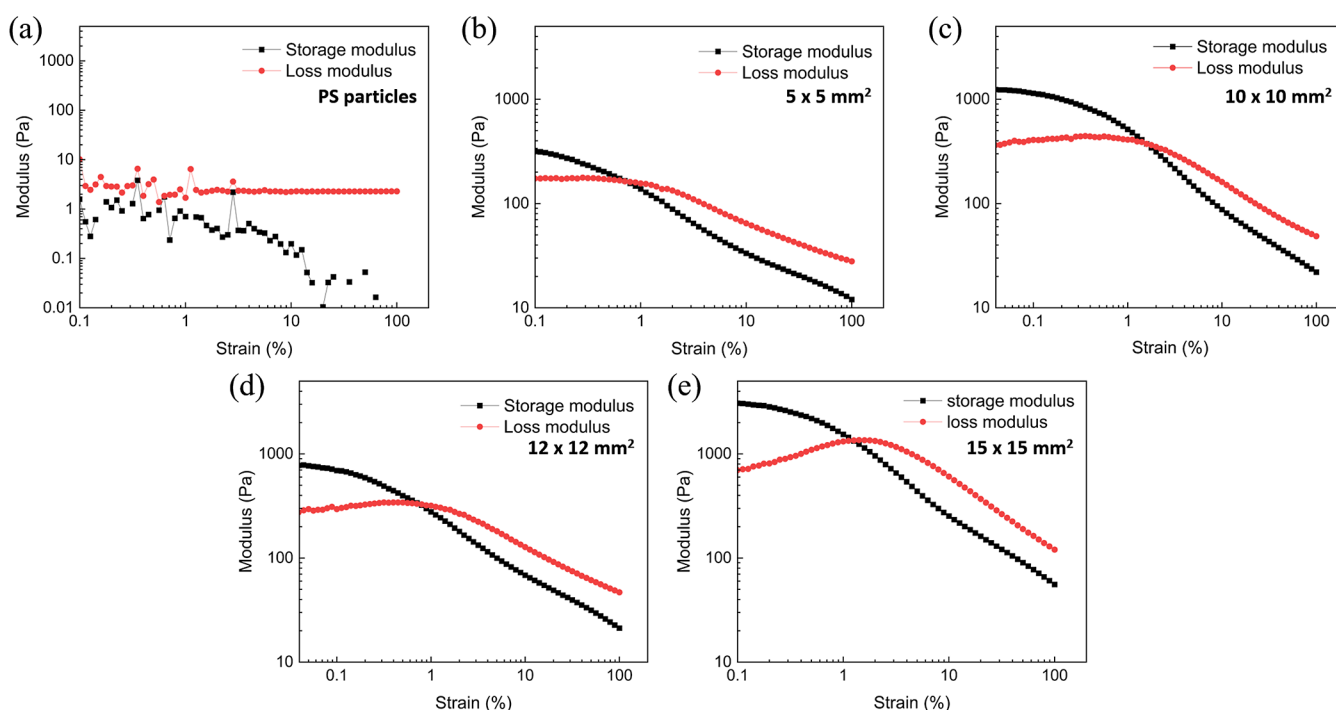 (a)
Storage modulus
Loss modulus
PS particles
1000
100
10
1
0.1
0.01
Modulus (Pa)
0.1 1 10 100
Strain (%)
(b)
Storage modulus
Loss modulus
5 x 5 mm²
1000
100
10
Modulus (Pa)
0.1 1 10 100
Strain (%)
(c)
Storage modulus
Loss modulus
10 x 10 mm²
1000
100
10
Modulus (Pa)
0.1 1 10 100
Strain (%)
(d)
Storage modulus
Loss modulus
12 x 12 mm²
1000
100
10
Modulus (Pa)
0.1 1 10 100
Strain (%)
(e)
storage modulus
loss modulus
15 x 15 mm²
1000
100
10
Modulus (Pa)
0.1 1 10 100
Strain (%)